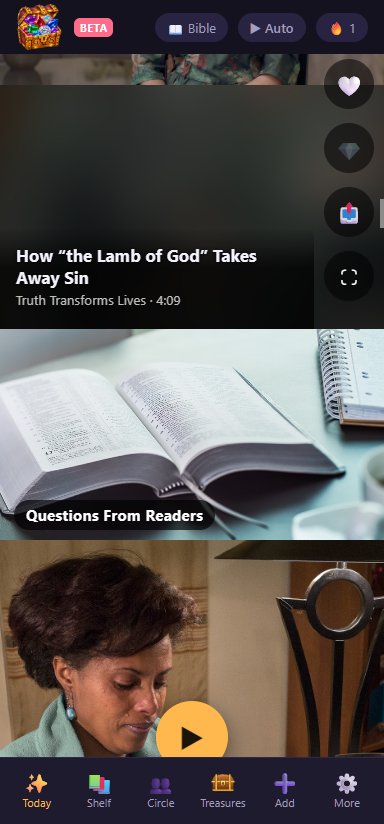 BETA
Bible
Auto
1
How “the Lamb of God” Takes
Away Sin
Truth Transforms Lives · 4:09
Questions From Readers
Today
Shelf
Circle
Treasures
Add
More